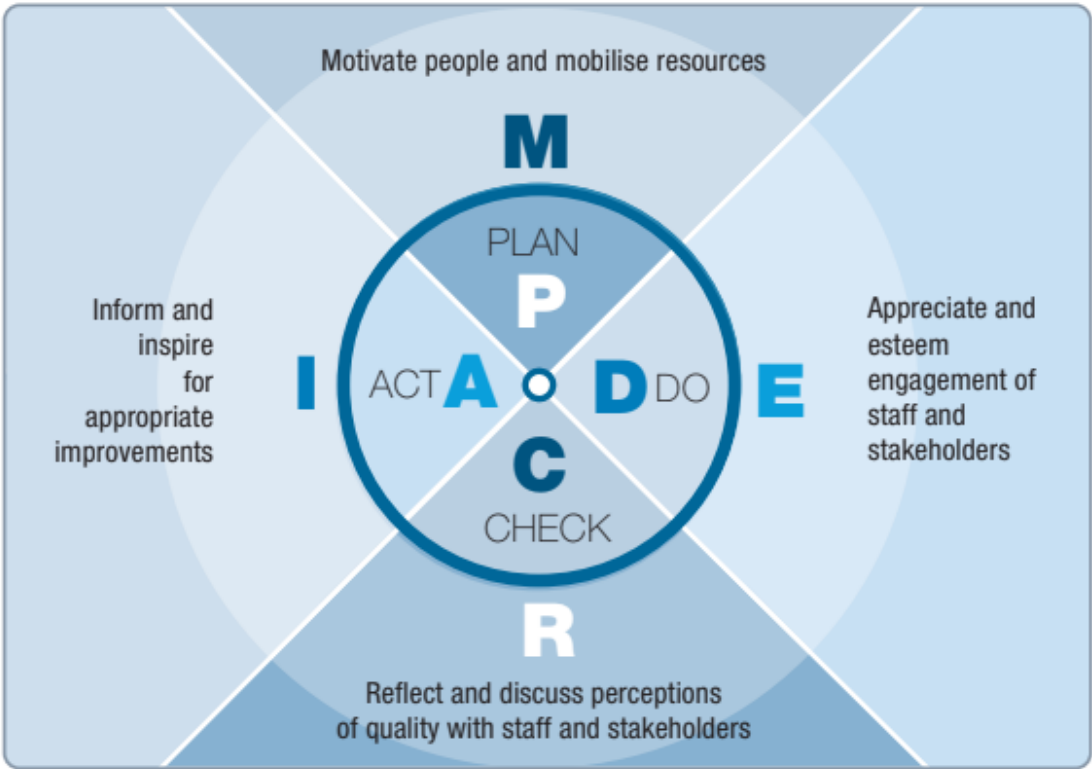 Motivate people and mobilise resources
M
PLAN
P
Inform and
inspire
for
appropriate
improvements
I
ACT A
D DO
E
Appreciate and
esteem
engagement of
staff and
stakeholders
C
CHECK
R
Reflect and discuss perceptions
of quality with staff and stakeholders